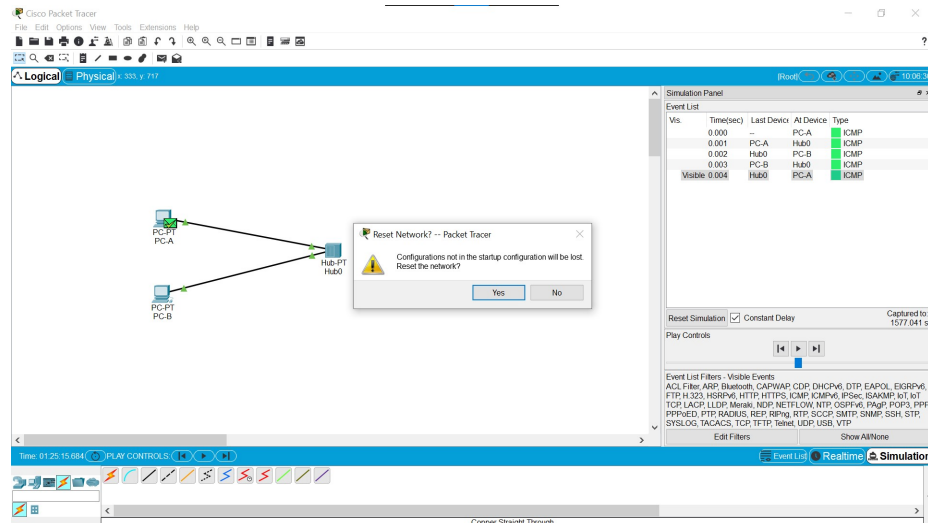 Cisco Packet Tracer
File Edit Options View Tools Extensions Help
?
Logical Physical x: 333, y: 717
[Root] 10:06:3
Simulation Panel
Event List
Vis. Time(sec) Last Device At Device Type
0.000 -- PC-A ICMP
0.001 PC-A Hub0 ICMP
0.002 Hub0 PC-B ICMP
0.003 PC-B Hub0 ICMP
Visible 0.004 Hub0 PC-A ICMP
PC-PT
PC-A
Hub-PT
Hub0
PC-PT
PC-B
Reset Network? -- Packet Tracer
Configurations not in the startup configuration will be lost.
Reset the network?
Yes No
Reset Simulation Constant Delay
Captured to:
1577.041 s
Play Controls
Event List Filters - Visible Events
ACL Filter, ARP, Bluetooth, CAPWAP, CDP, DHCPv6, DTP, EAPOL, EIGRPv6,
FTP, H.323, HSRPv6, HTTP, HTTPS, ICMP, ICMPv6, IPSec, ISAKMP, IoT, IoT
TCP, LACP, LLDP, Meraki, NDP, NETFLOW, NTP, OSPFv6, PAgP, POP3, PPP
PPPoED, PTP, RADIUS, REP, RIPng, RTP, SCCP, SMTP, SNMP, SSH, STP,
SYSLOG, TACACS, TCP, TFTP, Telnet, UDP, USB, VTP
Edit Filters Show All/None
Time: 01:25:15.684 PLAY CONTROLS: Event List Realtime Simulation
Copper Straight Through